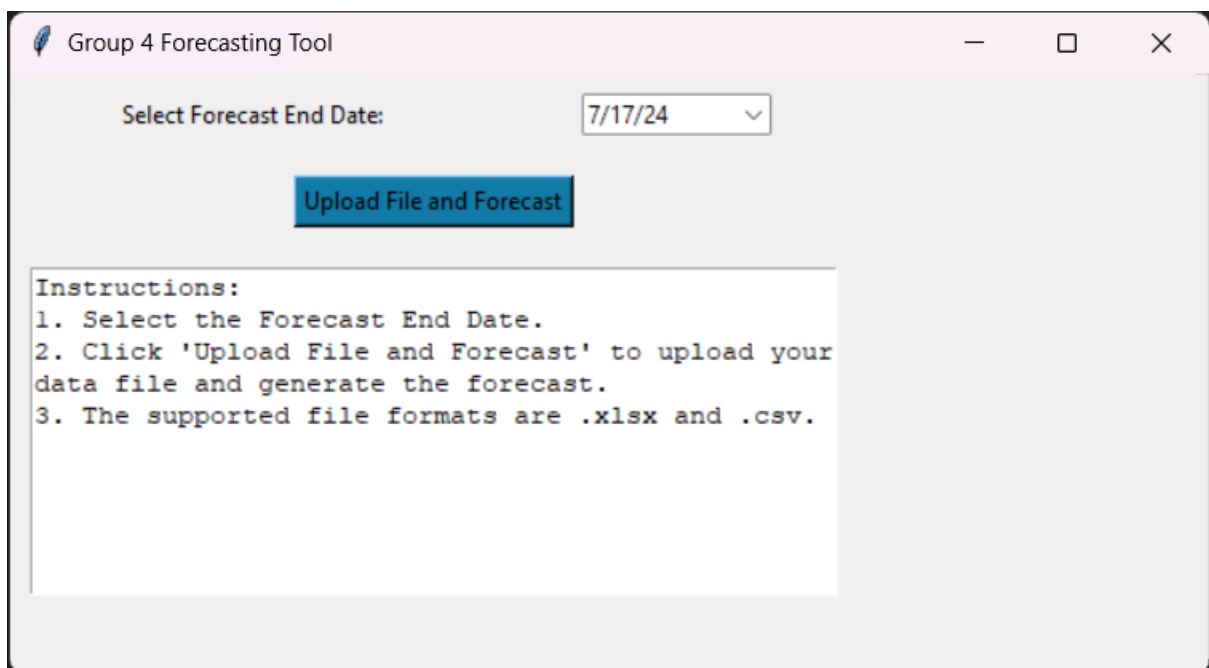 Group 4 Forecasting Tool
Select Forecast End Date:
7/17/24
Upload File and Forecast
Instructions:
1. Select the Forecast End Date.
2. Click 'Upload File and Forecast' to upload your
data file and generate the forecast.
3. The supported file formats are .xlsx and .csv.